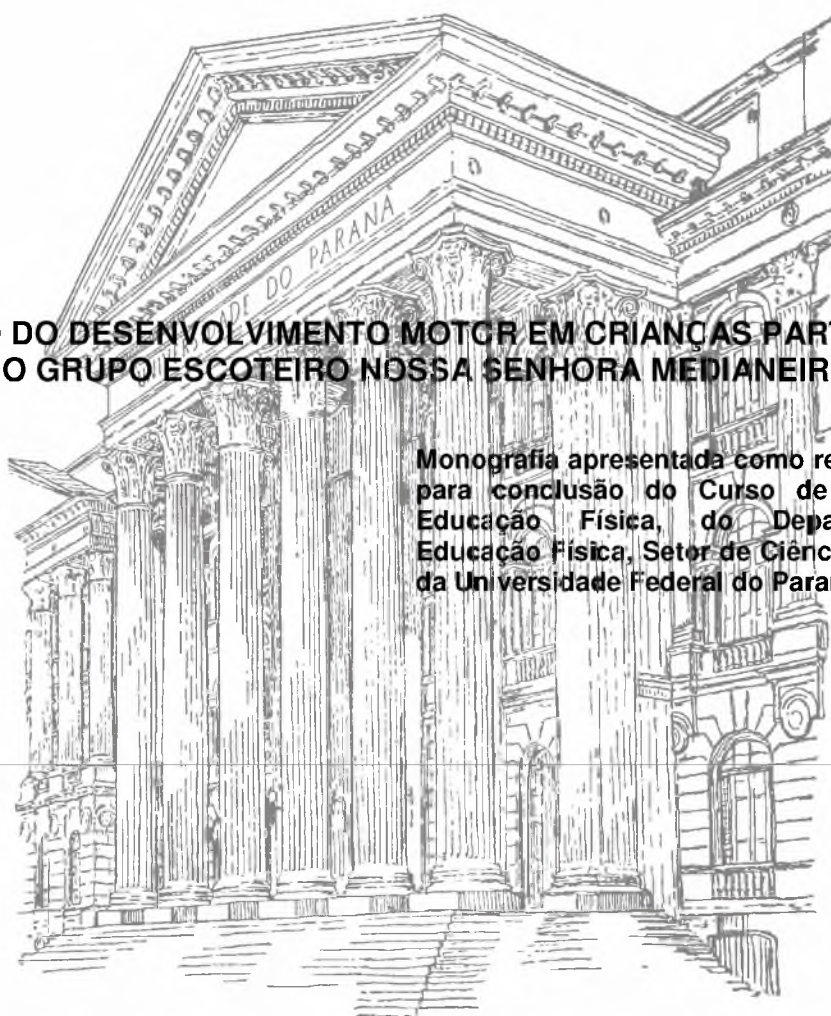 DE DO PARANÁ
DO DESENVOLVIMENTO MOTOR EM CRIANÇAS PART
O GRUPO ESCOTEIRO NOSSA SENHORA MEDIANEIR
Monografia apresentada como re
para conclusão do Curso de
Educação Física, do Depa
Educação Física, Setor de Ciênc
da Universidade Federal do Paran